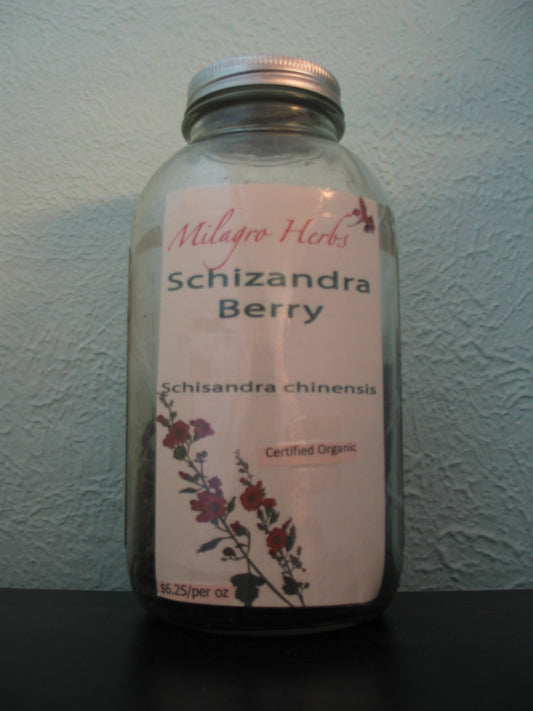 Milagro Herbs
Schizandra
Berry
Schisandra chinensis
Certified Organic
$6.25/per oz